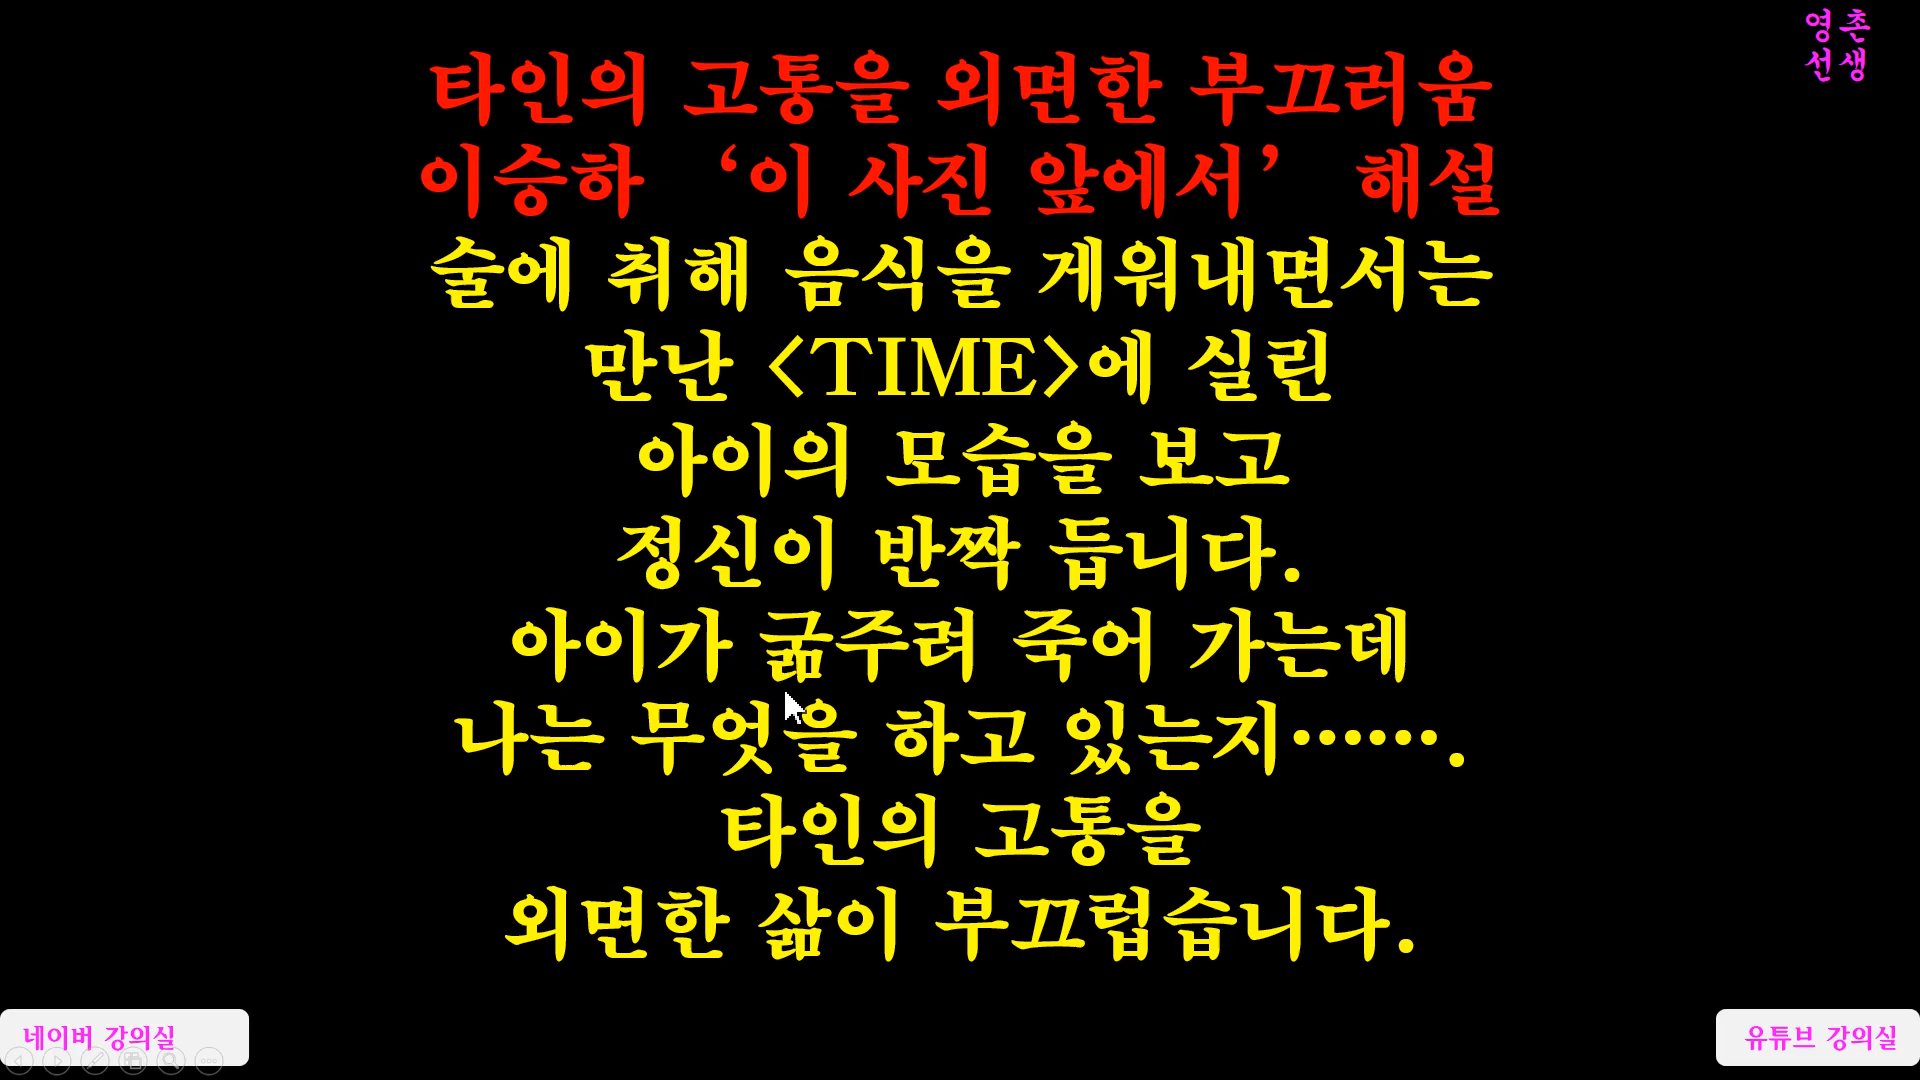 영촌
선생
타인의 고통을 외면한 부끄러움
이승하 ‘이 사진 앞에서’ 해설
술에 취해 음식을 게워내면서는
만난 <TIME>에 실린
아이의 모습을 보고
정신이 반짝 듭니다.
아이가 굶주려 죽어 가는데
나는 무엇을 하고 있는지…….
타인의 고통을
외면한 삶이 부끄럽습니다.
네이버 강의실
유튜브 강의실